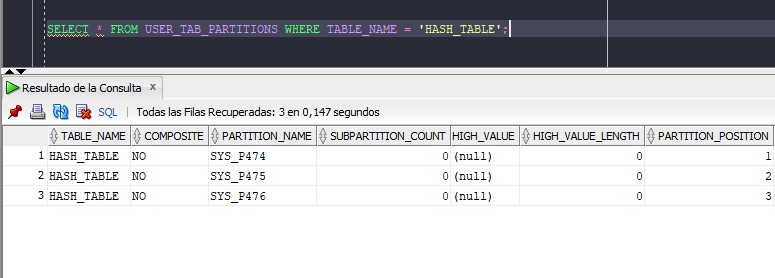 SELECT * FROM USER_TAB_PARTITIONS WHERE TABLE_NAME = 'HASH_TABLE';
Resultado de la Consulta x
SQL | Todas las Filas Recuperadas: 3 en 0,147 segundos
TABLE_NAME COMPOSITE PARTITION_NAME SUBPARTITION_COUNT HIGH_VALUE HIGH_VALUE_LENGTH PARTITION_POSITION
1 HASH_TABLE NO SYS_P474 0 (null) 0 1
2 HASH_TABLE NO SYS_P475 0 (null) 0 2
3 HASH_TABLE NO SYS_P476 0 (null) 0 3